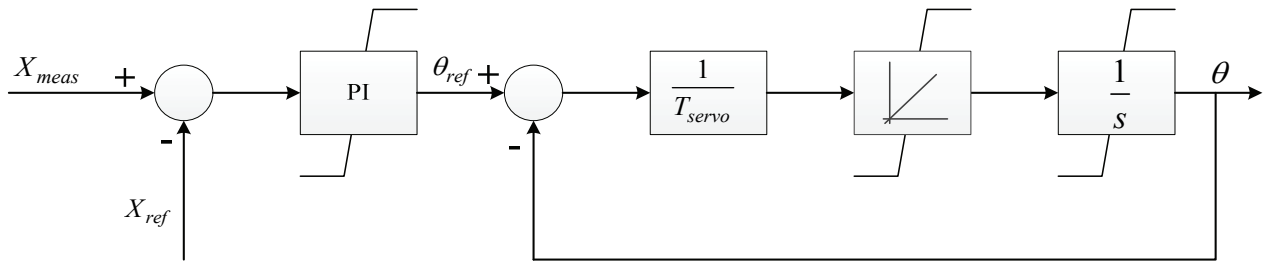 X_meas
+
-
X_ref
PI
θ_ref
+
-
1
T_servo
1
s
θ